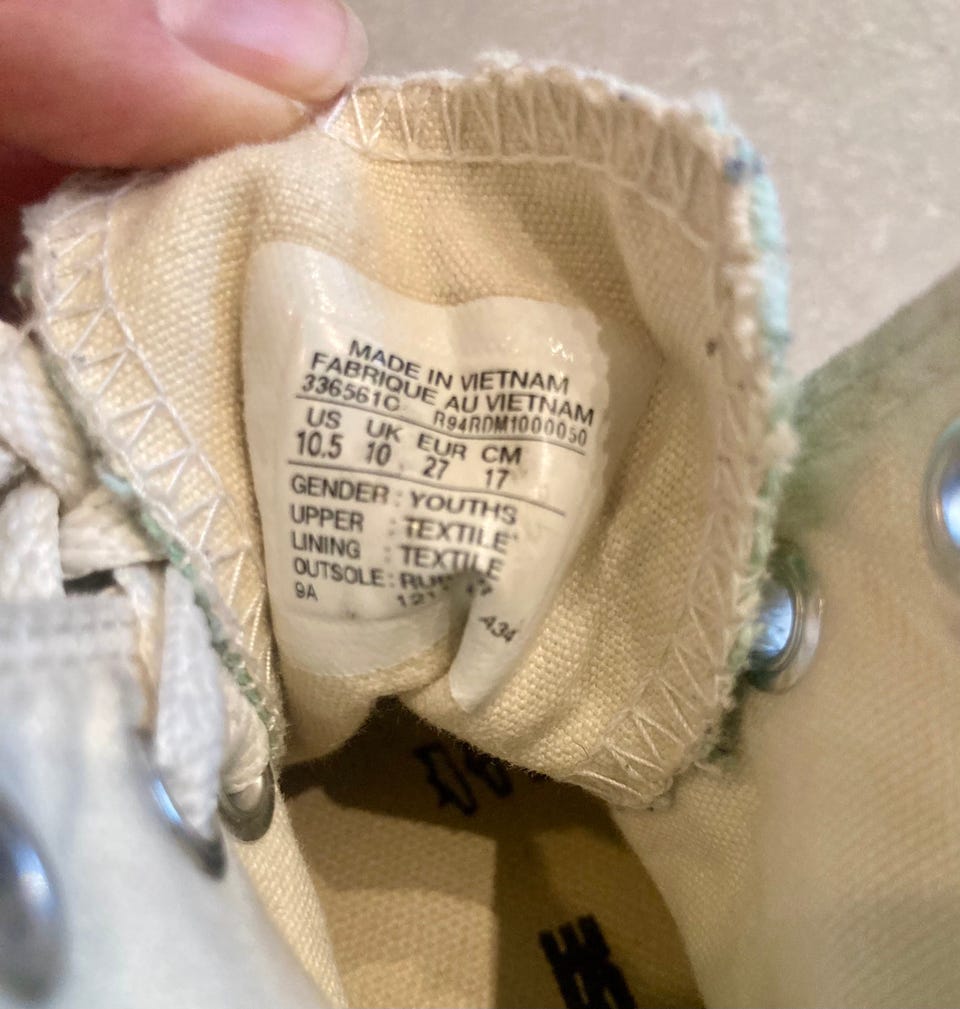 MADE IN VIETNAM
FABRIQUE AU VIETNAM
336561C R94RDM1000050
US UK EUR CM
10.5 10 27 17
GENDER : YOUTHS
UPPER : TEXTILE
LINING : TEXTILE
OUTSOLE :
9A A34